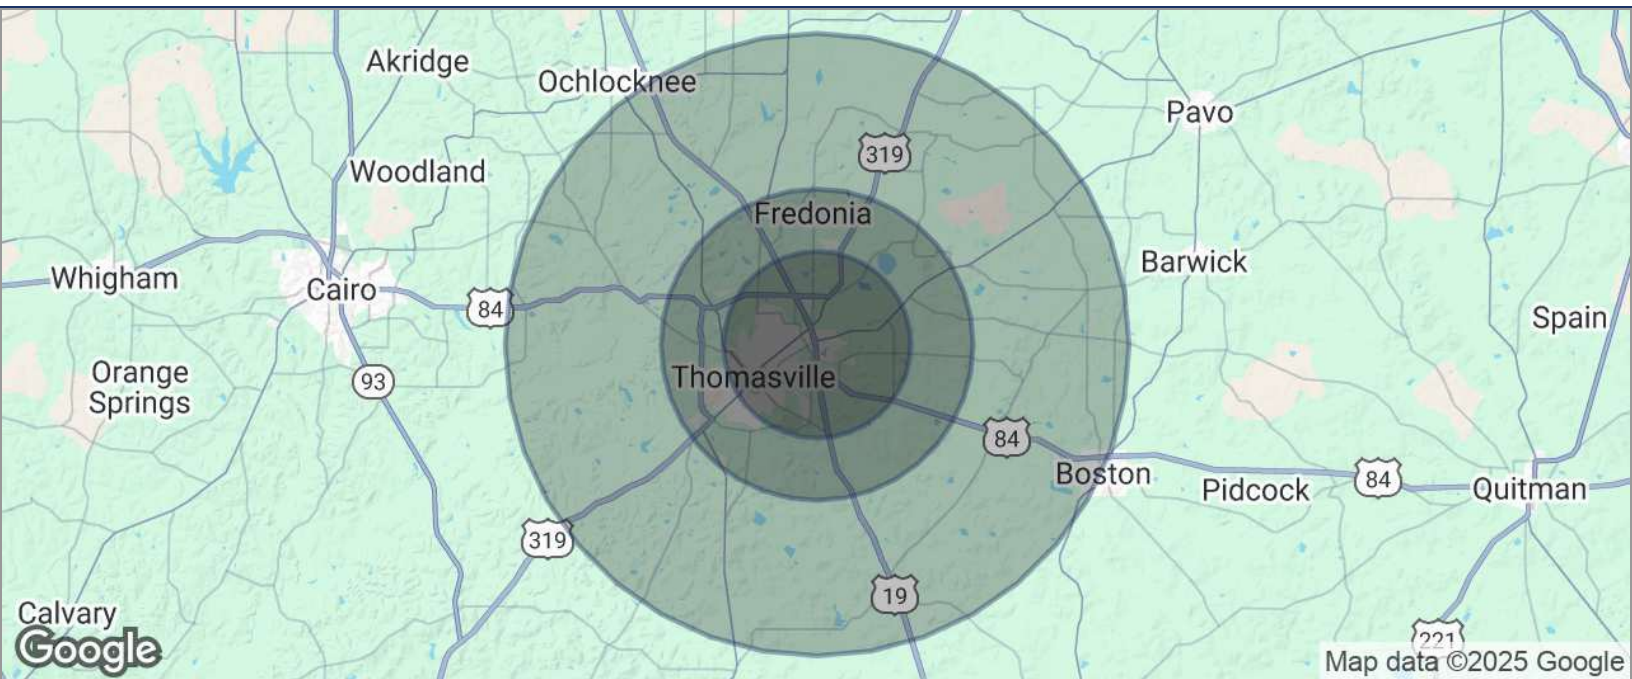 Akridge
Ochlocknee
Pavo
319
Woodland
Fredonia
Barwick
Whigham
Cairo
84
Spain
Orange
Springs
93
Thomasville
84
Boston
84
Pidcock
Quitman
319
19
Calvary
221
Google
Map data ©2025 Google